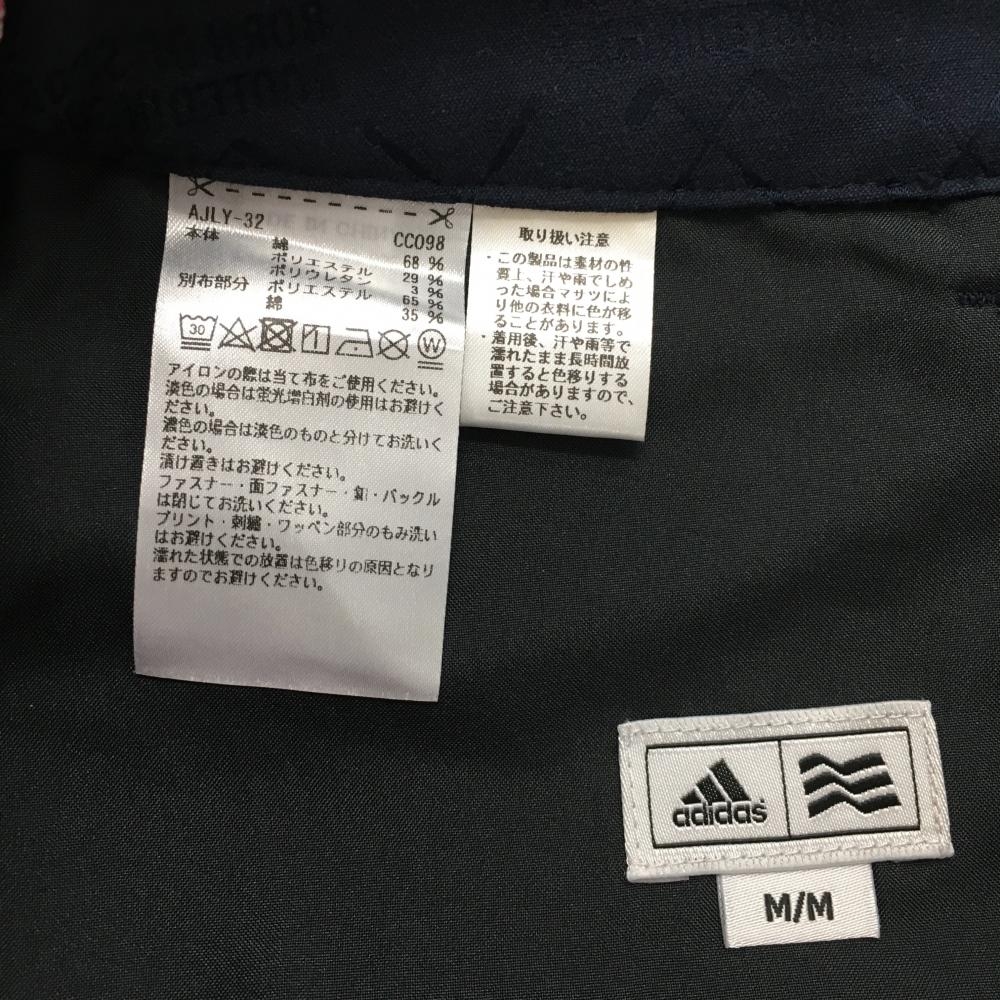 AJLY-32
CC098
本体 綿 68 %
ポリエステル 29 %
ポリウレタン 3 %
別布部分 ポリエステル 65 %
綿 35 %
30
W
アイロンの際は当て布をご使用ください。
淡色の場合は蛍光増白剤の使用はお避けく
ださい。
濃色の場合は淡色のものと分けてお洗いく
ださい。
漬け置きはお避けください。
ファスナー・面ファスナー・釦・バックル
は閉じてお洗いください。
プリント・刺繍・ワッペン部分のもみ洗い
はお避けください。
濡れた状態での放置は色移りの原因となり
ますのでお避けください。
取り扱い注意
・この製品は素材の性
質上、汗や雨でしめ
った場合マサツによ
り他の衣料に色が移
ることがあります。
・着用後、汗や雨等で
濡れたまま長時間放
置すると色移りする
場合がありますので、
ご注意下さい。
adidas
M/M